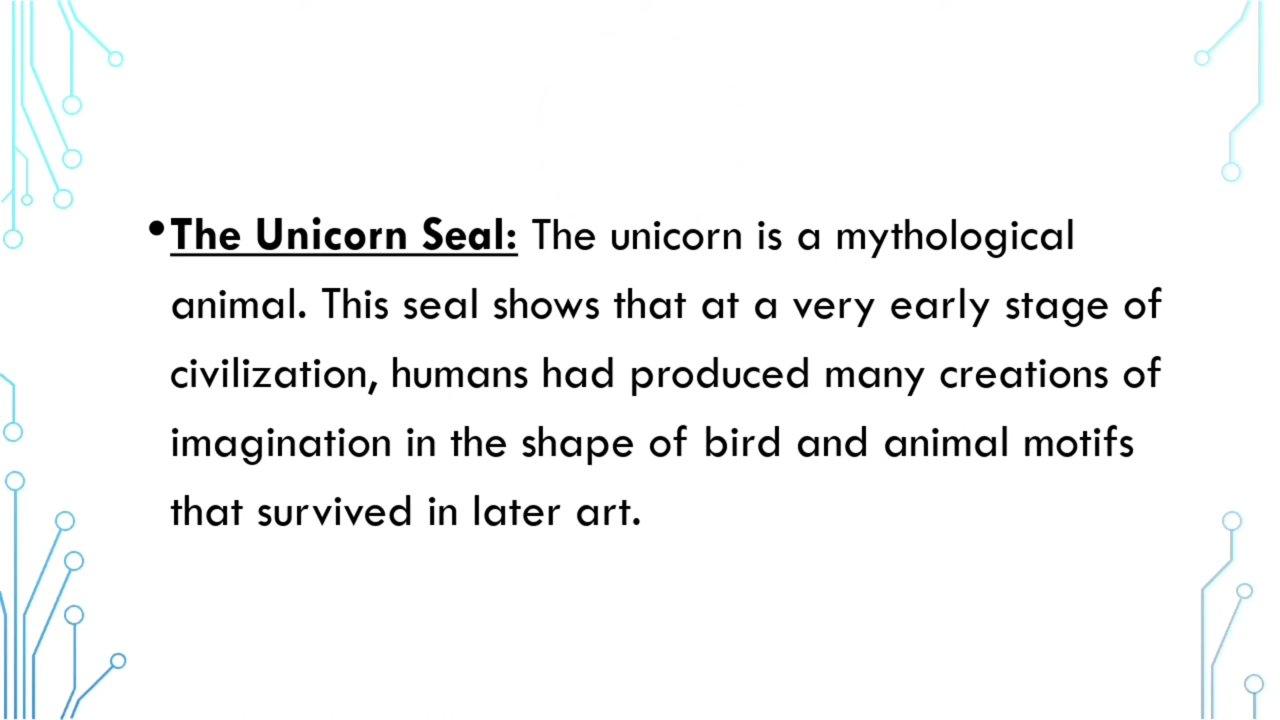 •The Unicorn Seal: The unicorn is a mythological
animal. This seal shows that at a very early stage of
civilization, humans had produced many creations of
imagination in the shape of bird and animal motifs
that survived in later art.